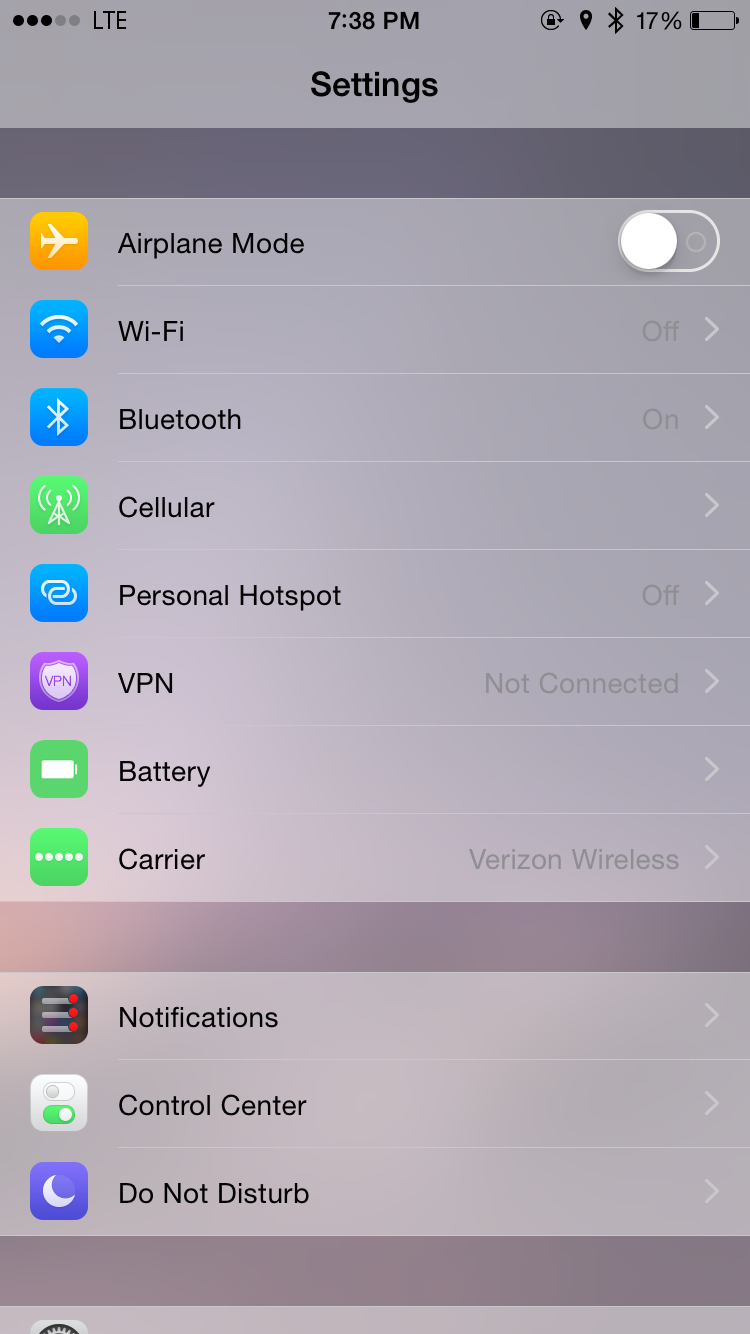 LTE 7:38 PM 17%
Settings
Airplane Mode
Wi-Fi Off
Bluetooth On
Cellular
Personal Hotspot Off
VPN VPN Not Connected
Battery
Carrier Verizon Wireless
Notifications
Control Center
Do Not Disturb